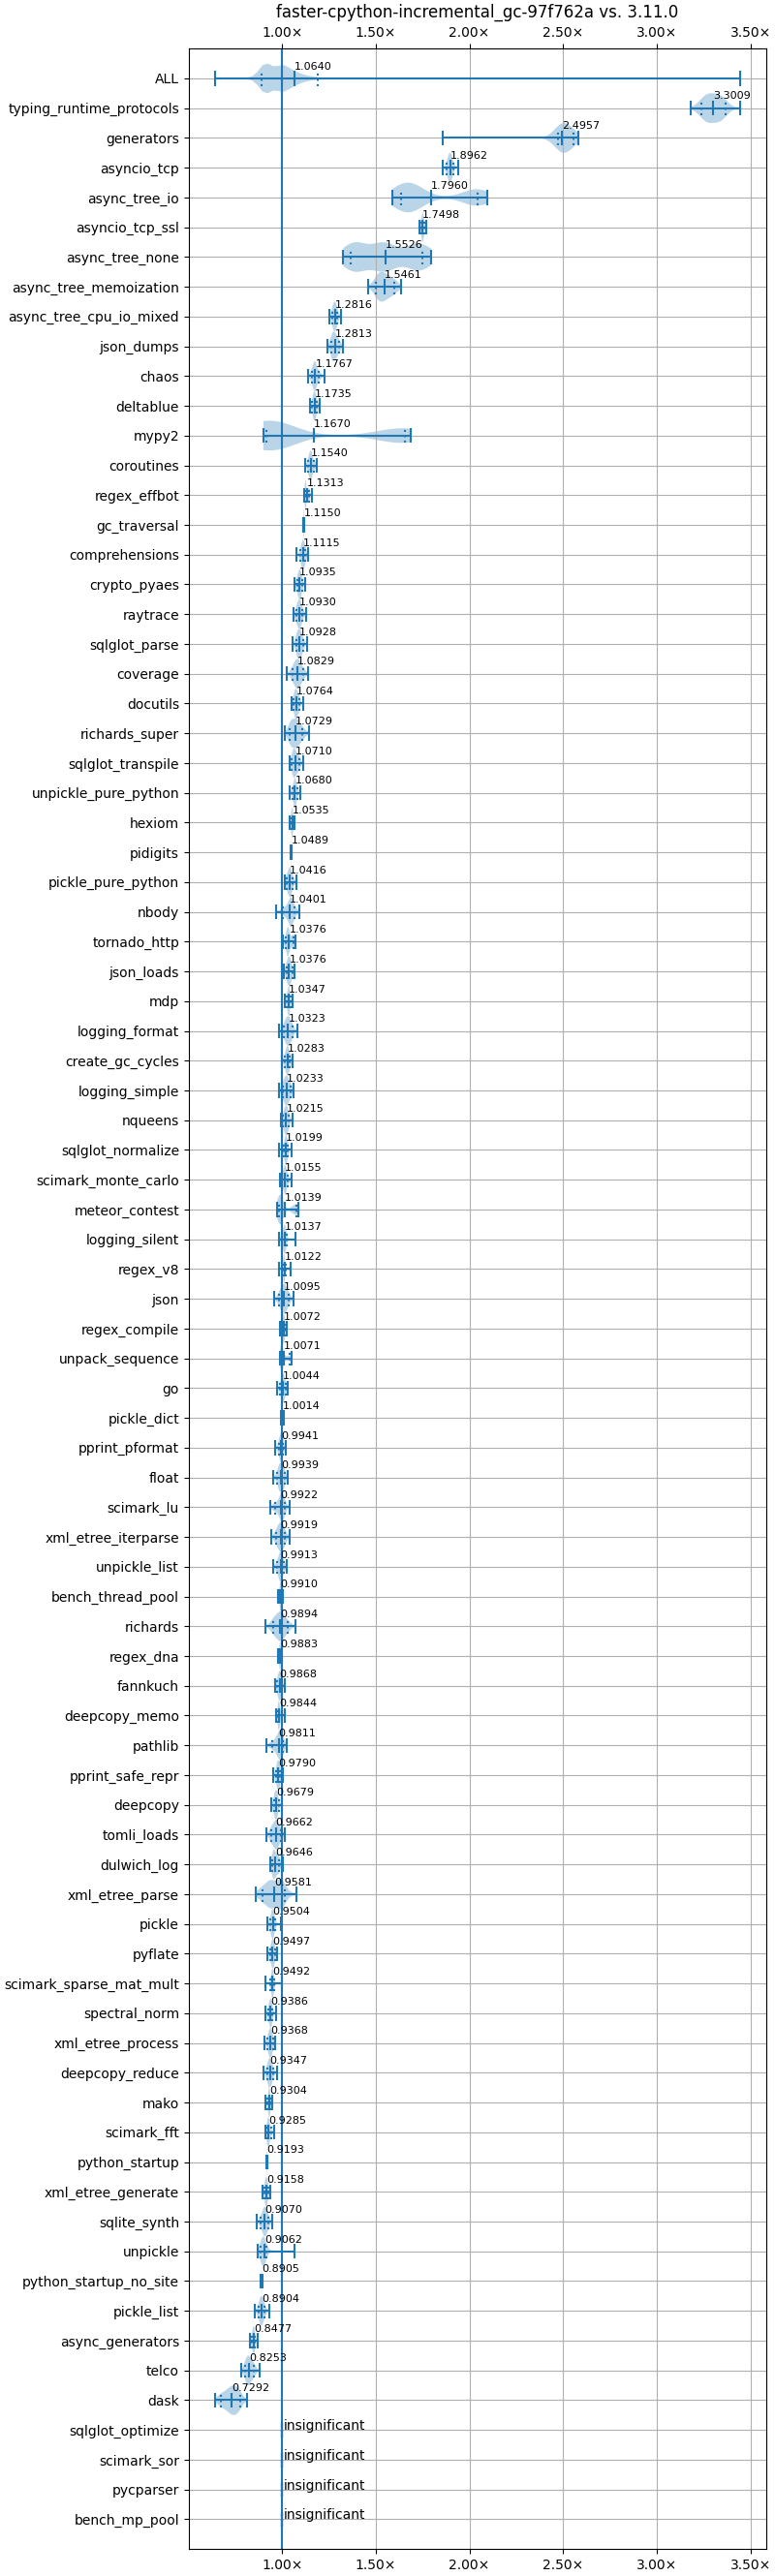 faster-cpython-incremental_gc-97f762a vs. 3.11.0
1.00× 1.50× 2.00× 2.50× 3.00× 3.50×
ALL 1.0640
typing_runtime_protocols 3.3009
generators 2.4957
asyncio_tcp 1.8962
async_tree_io 1.7960
asyncio_tcp_ssl 1.7498
async_tree_none 1.5526
async_tree_memoization 1.5461
async_tree_cpu_io_mixed 1.2816
json_dumps 1.2813
chaos 1.1767
deltablue 1.1735
mypy2 1.1670
coroutines 1.1540
regex_effbot 1.1313
gc_traversal 1.1150
comprehensions 1.1115
crypto_pyaes 1.0935
raytrace 1.0930
sqlglot_parse 1.0928
coverage 1.0829
docutils 1.0764
richards_super 1.0729
sqlglot_transpile 1.0710
unpickle_pure_python 1.0680
hexiom 1.0535
pidigits 1.0489
pickle_pure_python 1.0416
nbody 1.0401
tornado_http 1.0376
json_loads 1.0376
mdp 1.0347
logging_format 1.0323
create_gc_cycles 1.0283
logging_simple 1.0233
nqueens 1.0215
sqlglot_normalize 1.0199
scimark_monte_carlo 1.0155
meteor_contest 1.0139
logging_silent 1.0137
regex_v8 1.0122
json 1.0095
regex_compile 1.0072
unpack_sequence 1.0071
go 1.0044
pickle_dict 1.0014
pprint_pformat 0.9941
float 0.9939
scimark_lu 0.9922
xml_etree_iterparse 0.9919
unpickle_list 0.9913
bench_thread_pool 0.9910
richards 0.9894
regex_dna 0.9883
fannkuch 0.9868
deepcopy_memo 0.9844
pathlib 0.9811
pprint_safe_repr 0.9790
deepcopy 0.9679
tomli_loads 0.9662
dulwich_log 0.9646
xml_etree_parse 0.9581
pickle 0.9504
pyflate 0.9497
scimark_sparse_mat_mult 0.9492
spectral_norm 0.9386
xml_etree_process 0.9368
deepcopy_reduce 0.9347
mako 0.9304
scimark_fft 0.9285
python_startup 0.9193
xml_etree_generate 0.9158
sqlite_synth 0.9070
unpickle 0.9062
python_startup_no_site 0.8905
pickle_list 0.8904
async_generators 0.8477
telco 0.8253
dask 0.7292
sqlglot_optimize insignificant
scimark_sor insignificant
pycparser insignificant
bench_mp_pool insignificant
1.00× 1.50× 2.00× 2.50× 3.00× 3.50×